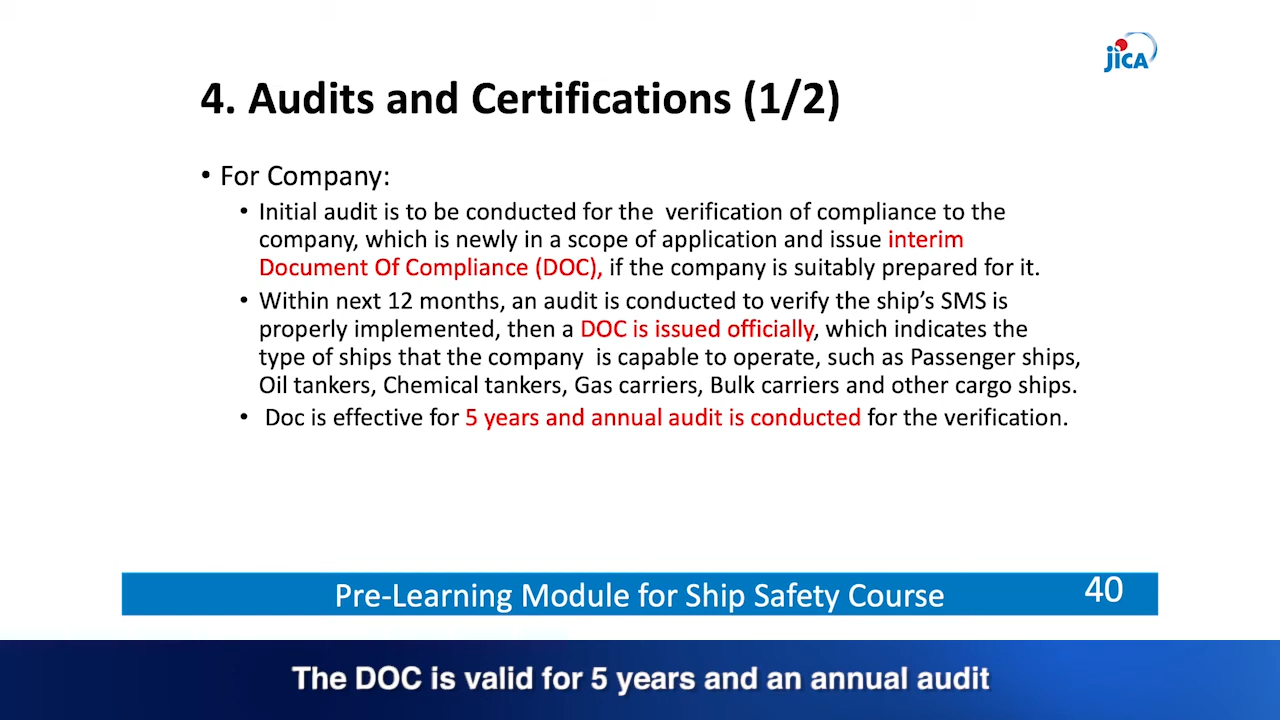 JICA
4. Audits and Certifications (1/2)
• For Company:
• Initial audit is to be conducted for the verification of compliance to the
company, which is newly in a scope of application and issue interim
Document Of Compliance (DOC), if the company is suitably prepared for it.
• Within next 12 months, an audit is conducted to verify the ship's SMS is
properly implemented, then a DOC is issued officially, which indicates the
type of ships that the company is capable to operate, such as Passenger ships,
Oil tankers, Chemical tankers, Gas carriers, Bulk carriers and other cargo ships.
• Doc is effective for 5 years and annual audit is conducted for the verification.
Pre-Learning Module for Ship Safety Course
40
The DOC is valid for 5 years and an annual audit